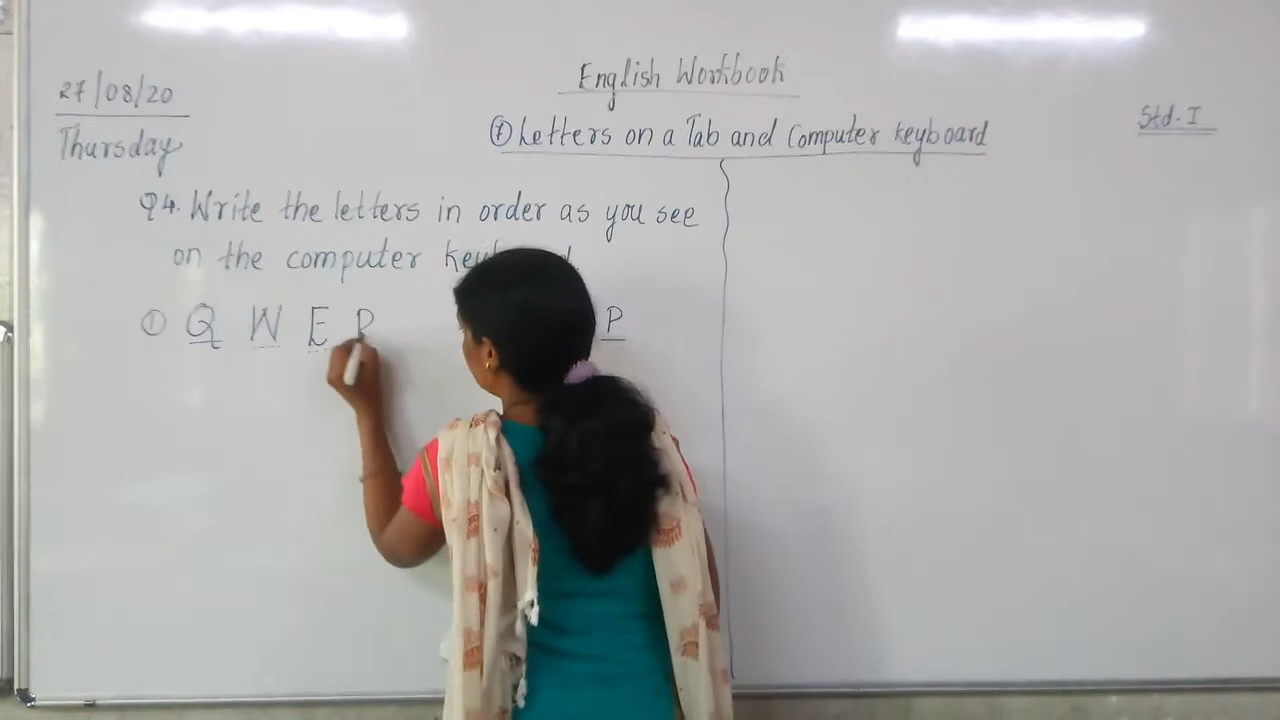 27/08/20
Thursday
English Workbook
⑦ Letters on a Tab and Computer keyboard
Std. I
Q4. Write the letters in order as you see
on the computer
① Q W E P P